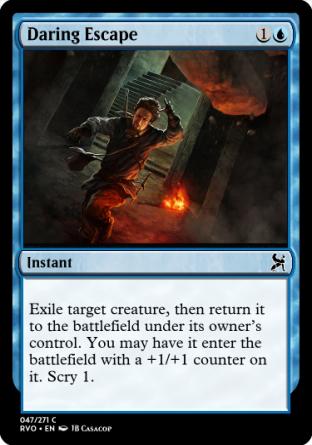 Daring Escape 1
Instant
Exile target creature, then return it
to the battlefield under its owner's
control. You may have it enter the
battlefield with a +1/+1 counter on
it. Scry 1.
047/271 C
RVO • EN JB Casacop